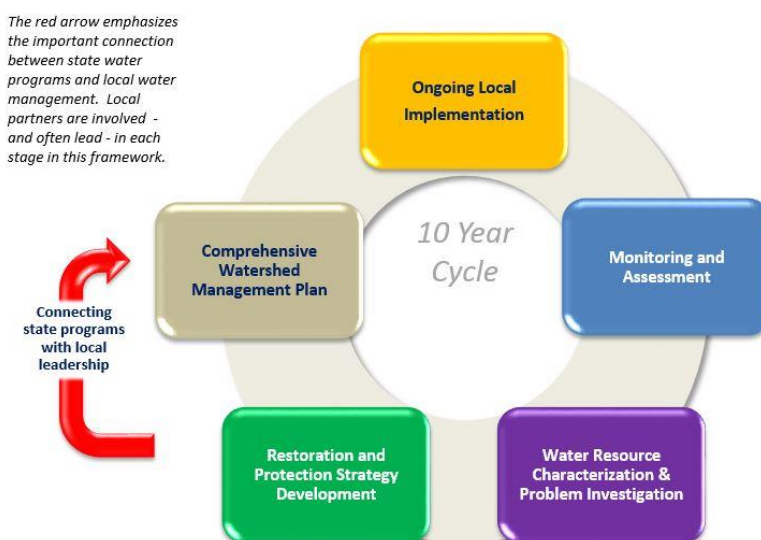 The red arrow emphasizes
the important connection
between state water
programs and local water
management.  Local
partners are involved  -
and often lead - in each
stage in this framework.
Ongoing Local
Implementation
10 Year
Cycle
Comprehensive
Watershed
Management Plan
Monitoring and
Assessment
Connecting
state programs
with local
leadership
Restoration and
Protection Strategy
Development
Water Resource
Characterization &
Problem Investigation